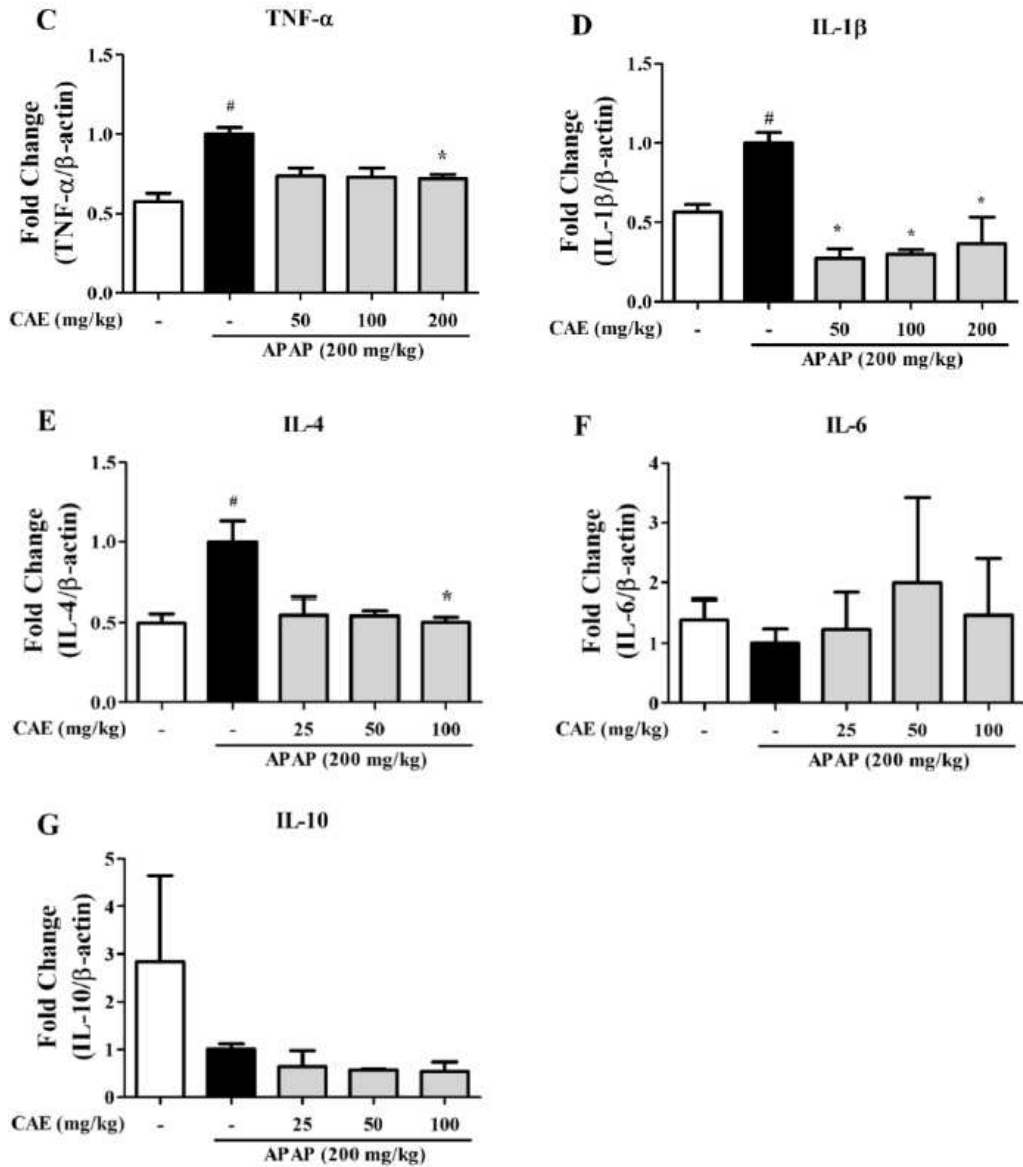 C
TNF-α
Fold Change
(TNF-α/β-actin)
1.5
1.0
0.5
0.0
#
*
CAE (mg/kg) - - 50 100 200
APAP (200 mg/kg)
D
IL-1β
Fold Change
(IL-1β/β-actin)
1.5
1.0
0.5
0.0
#
* * *
CAE (mg/kg) - - 50 100 200
APAP (200 mg/kg)
E
IL-4
Fold Change
(IL-4/β-actin)
1.5
1.0
0.5
0.0
#
*
CAE (mg/kg) - - 25 50 100
APAP (200 mg/kg)
F
IL-6
Fold Change
(IL-6/β-actin)
4
3
2
1
0
CAE (mg/kg) - - 25 50 100
APAP (200 mg/kg)
G
IL-10
Fold Change
(IL-10/β-actin)
5
4
3
2
1
0
CAE (mg/kg) - - 25 50 100
APAP (200 mg/kg)